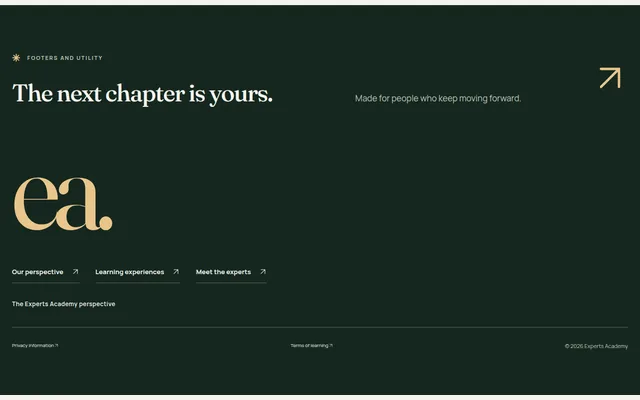 FOOTERS AND UTILITY
The next chapter is yours.
Made for people who keep moving forward.
ea.
Our perspective
Learning experiences
Meet the experts
The Experts Academy perspective
Privacy information
Terms of learning
© 2026 Experts Academy